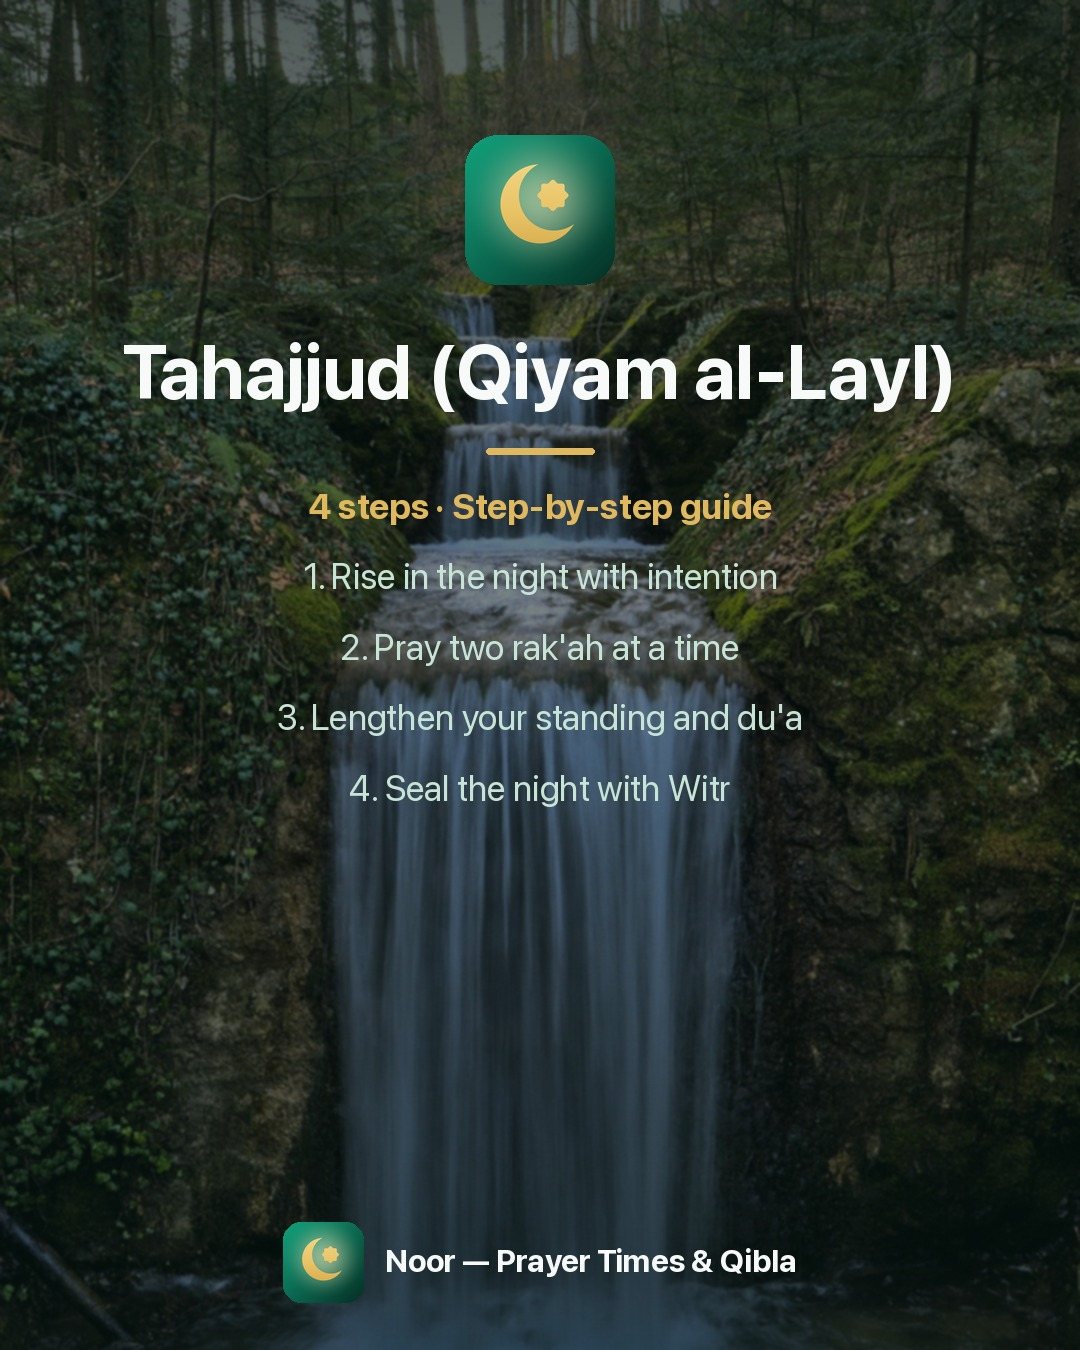 Tahajjud (Qiyam al-Layl)
4 steps · Step-by-step guide
1. Rise in the night with intention
2. Pray two rak'ah at a time
3. Lengthen your standing and du'a
4. Seal the night with Witr
Noor — Prayer Times & Qibla